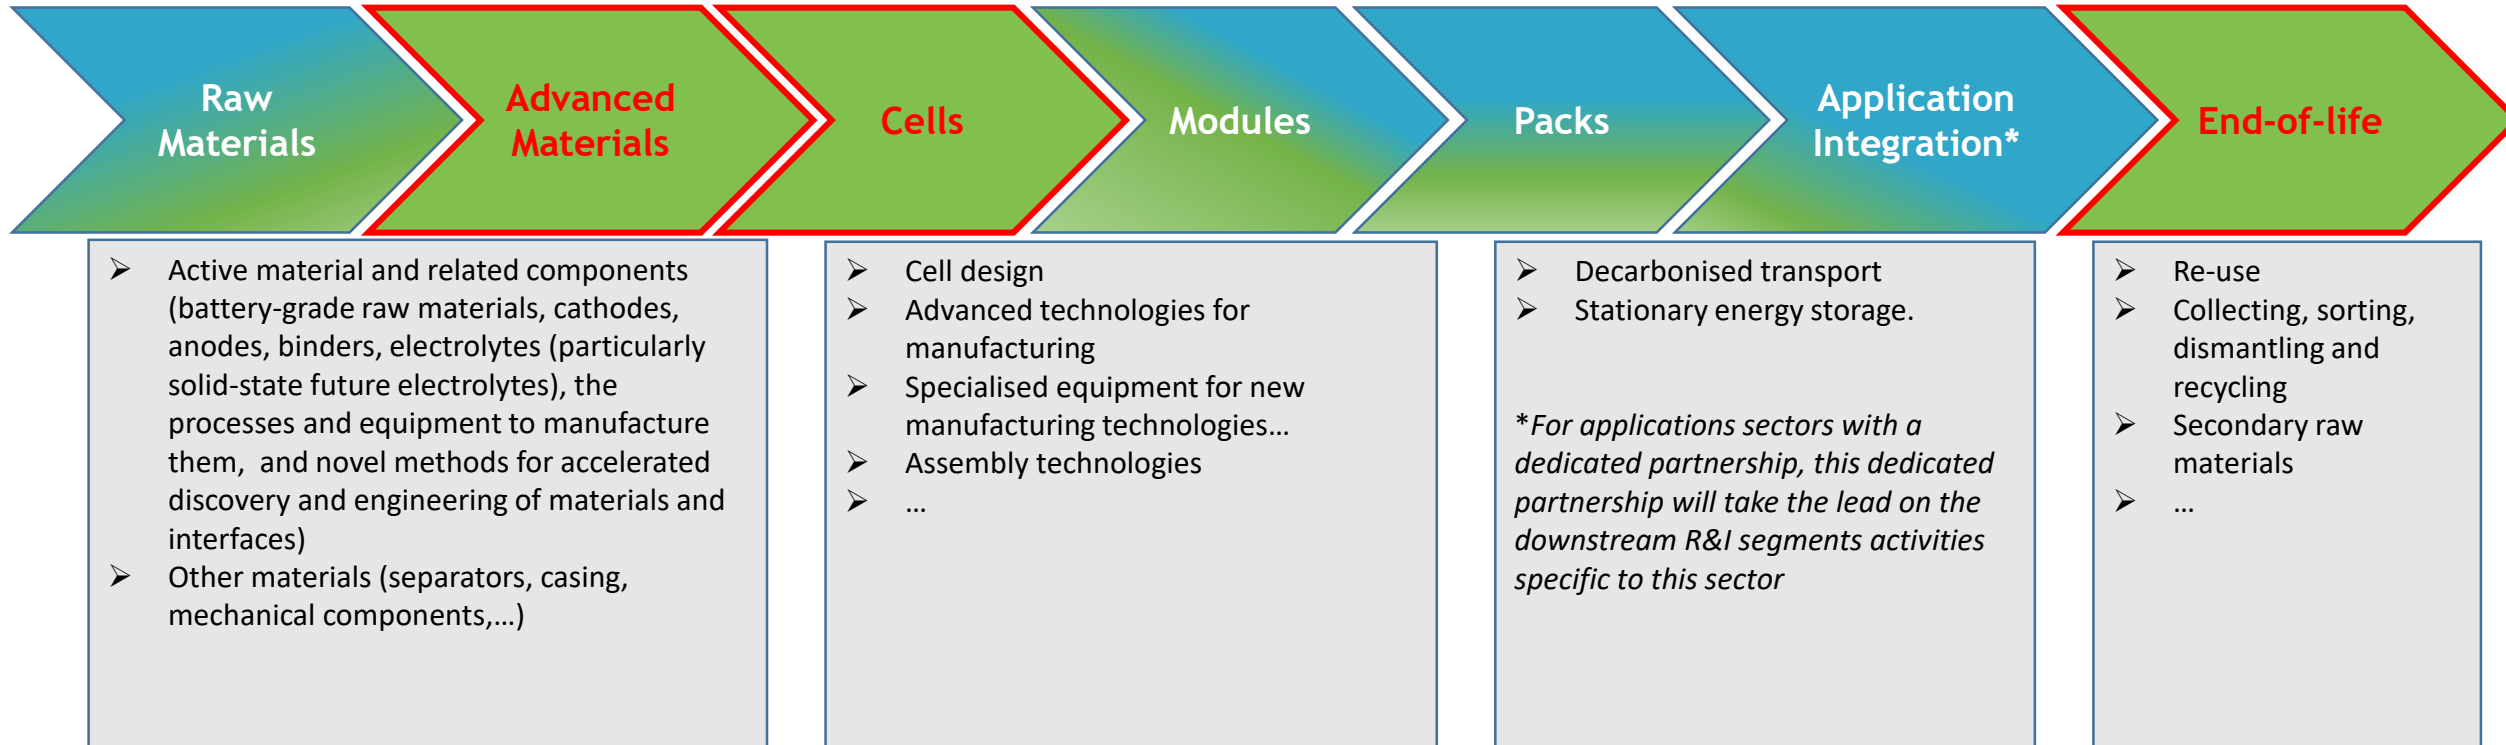 Raw
Materials
Advanced
Materials
Cells
Modules
Packs
Application
Integration*
End-of-life
➢ Active material and related components
(battery-grade raw materials, cathodes,
anodes, binders, electrolytes (particularly
solid-state future electrolytes), the
processes and equipment to manufacture
them, and novel methods for accelerated
discovery and engineering of materials and
interfaces)
➢ Other materials (separators, casing,
mechanical components,...)
➢ Cell design
➢ Advanced technologies for
manufacturing
➢ Specialised equipment for new
manufacturing technologies…
➢ Assembly technologies
➢ …
➢ Decarbonised transport
➢ Stationary energy storage.
*For applications sectors with a
dedicated partnership, this dedicated
partnership will take the lead on the
downstream R&I segments activities
specific to this sector
➢ Re-use
➢ Collecting, sorting,
dismantling and
recycling
➢ Secondary raw
materials
➢ …